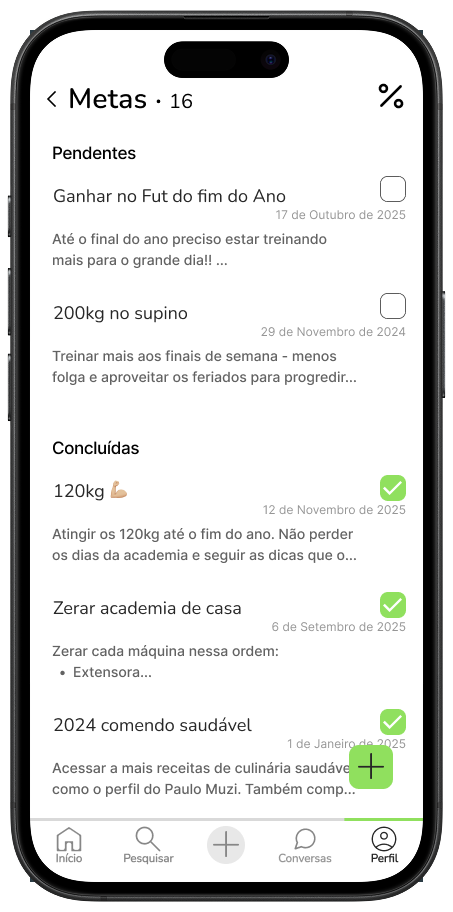 Metas · 16
Pendentes
Ganhar no Fut do fim do Ano
17 de Outubro de 2025
Até o final do ano preciso estar treinando
mais para o grande dia!! ...
200kg no supino
29 de Novembro de 2024
Treinar mais aos finais de semana - menos
folga e aproveitar os feriados para progredir...
Concluídas
120kg 💪🏼
12 de Novembro de 2025
Atingir os 120kg até o fim do ano. Não perder
os dias da academia e seguir as dicas que o...
Zerar academia de casa
6 de Setembro de 2025
Zerar cada máquina nessa ordem:
• Extensora...
2024 comendo saudável
1 de Janeiro de 2025
Acessar a mais receitas de culinária saudáve
como o perfil do Paulo Muzi. Também comp...
Início
Pesquisar
Conversas
Perfil